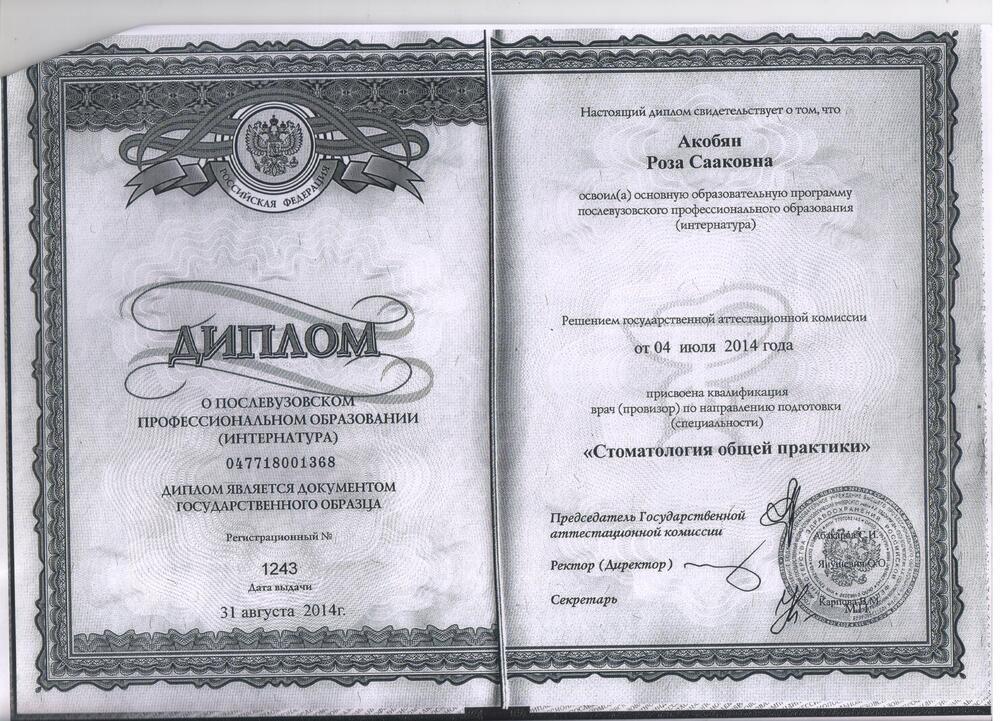 РОССИЙСКАЯ ФЕДЕРАЦИЯ
ДИПЛОМ
О ПОСЛЕВУЗОВСКОМ
ПРОФЕССИОНАЛЬНОМ ОБРАЗОВАНИИ
(ИНТЕРНАТУРА)
047718001368
ДИПЛОМ ЯВЛЯЕТСЯ ДОКУМЕНТОМ
ГОСУДАРСТВЕННОГО ОБРАЗЦА
Регистрационный №
1243
Дата выдачи
31 августа 2014г.
Настоящий диплом свидетельствует о том, что
Акобян
Роза Сааковна
освоил(а) основную образовательную программу
послевузовского профессионального образования
(интернатура)
Решением государственной аттестационной комиссии
от 04 июля 2014 года
присвоена квалификация
врач (провизор) по направлению подготовки
(специальности)
«Стоматология общей практики»
Председатель Государственной
аттестационной комиссии
Абакаров С.И.
Ректор (Директор)
Янушевич О.О.
Секретарь
Карпова В.М.
М.П.